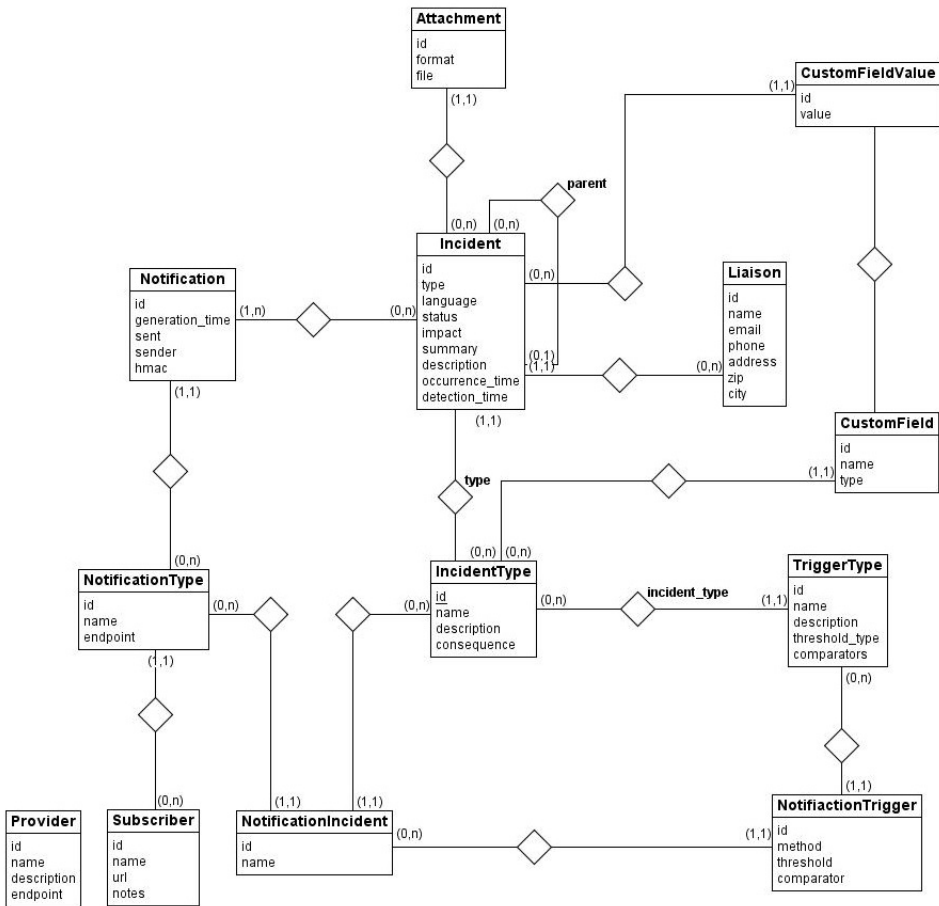 Attachment
id
format
file
(1,1)
CustomFieldValue
id
value
(1,1)
parent
(0,n)
(0,n)
Incident
id
type
language
status
impact
summary
description
occurrence_time
detection_time
(0,n)
(0,n)
(0,1)
(1,1)
(1,1)
Liaison
id
name
email
phone
address
zip
city
(0,n)
Notification
id
generation_time
sent
sender
hmac
(1,n)
(1,1)
CustomField
id
name
type
(1,1)
type
(0,n)
(0,n)
(0,n)
NotificationType
id
name
endpoint
(0,n)
(1,1)
IncidentType
id
name
description
consequence
(0,n)
(0,n)
incident_type
(1,1)
TriggerType
id
name
description
threshold_type
comparators
(0,n)
(1,1)
(0,n)
(1,1)
(1,1)
Provider
id
name
description
endpoint
Subscriber
id
name
url
notes
NotificationIncident
id
name
(0,n)
(1,1)
NotifiactionTrigger
id
method
threshold
comparator